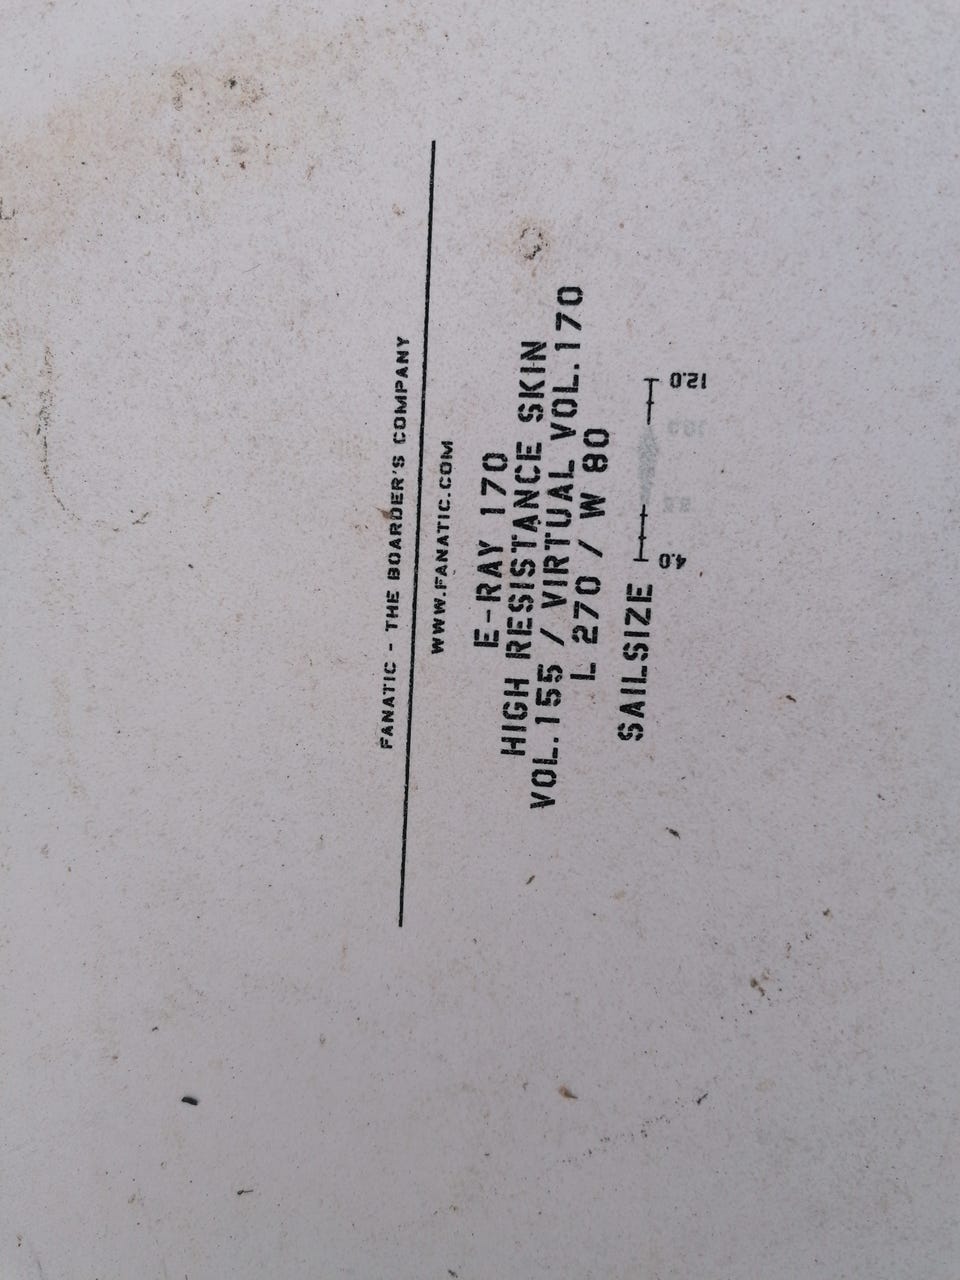 FANATIC - THE BOARDER'S COMPANY
WWW.FANATIC.COM
E-RAY 170
HIGH RESISTANCE SKIN
VOL.155 / VIRTUAL VOL.170
L 270 / W 80
SAILSIZE
4.0
12.0